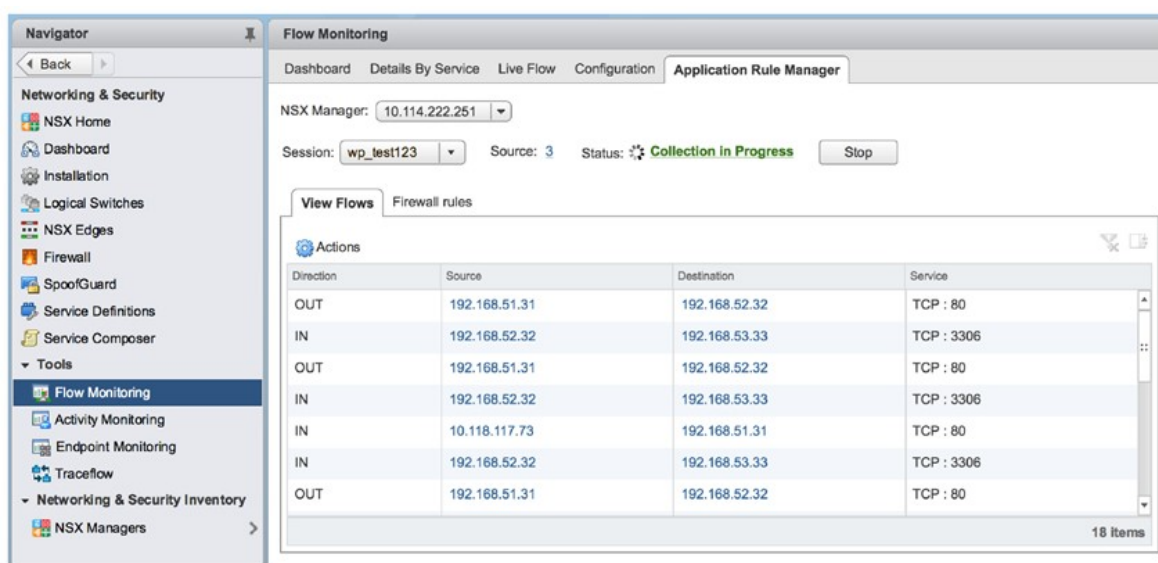 Navigator
Flow Monitoring
Back
Dashboard Details By Service Live Flow Configuration Application Rule Manager
Networking & Security
NSX Home
Dashboard
Installation
Logical Switches
NSX Edges
Firewall
SpoofGuard
Service Definitions
Service Composer
Tools
Flow Monitoring
Activity Monitoring
Endpoint Monitoring
Traceflow
Networking & Security Inventory
NSX Managers
NSX Manager: 10.114.222.251
Session: wp_test123 Source: 3 Status: Collection in Progress Stop
View Flows Firewall rules
Actions
Direction Source Destination Service
OUT 192.168.51.31 192.168.52.32 TCP : 80
IN 192.168.52.32 192.168.53.33 TCP : 3306
OUT 192.168.51.31 192.168.52.32 TCP : 80
IN 192.168.52.32 192.168.53.33 TCP : 3306
IN 10.118.117.73 192.168.51.31 TCP : 80
IN 192.168.52.32 192.168.53.33 TCP : 3306
OUT 192.168.51.31 192.168.52.32 TCP : 80
18 items